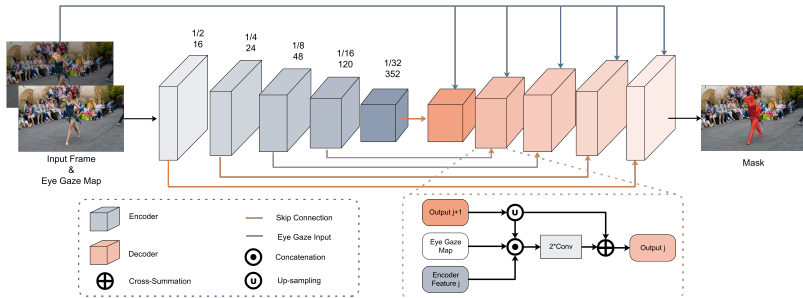 1/2
16
1/4
24
1/8
48
1/16
120
1/32
352
Input Frame
&
Eye Gaze Map
Mask
Encoder
Decoder
Cross-Summation
Skip Connection
Eye Gaze Input
Concatenation
U
Up-sampling
Output j+1
U
Eye Gaze
Map
2*Conv
Output j
Encoder
Feature j